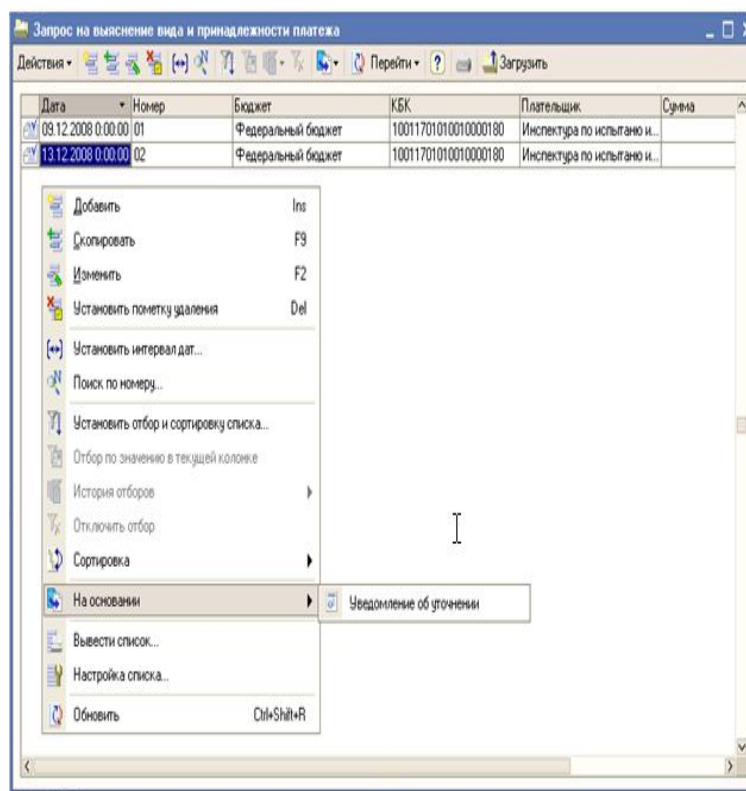 Запрос на выяснение вида и принадлежности платежа
Действия Перейти ? Загрузить
Дата Номер Бюджет КБК Плательщик Сумма
09.12.2008 0:00:00 01 Федеральный бюджет 10011701010010000180 Инспектура по испытаню и...
13.12.2008 0:00:00 02 Федеральный бюджет 10011701010010000180 Инспектура по испытаню и...
Добавить Ins
Скопировать F9
Изменить F2
Установить пометку удаления Del
Установить интервал дат...
Поиск по номеру...
Установить отбор и сортировку списка...
Отбор по значению в текущей колонке
История отборов
Отключить отбор
Сортировка
На основании Уведомление об уточнении
Вывести список...
Настройка списка...
Обновить Ctrl+Shift+R